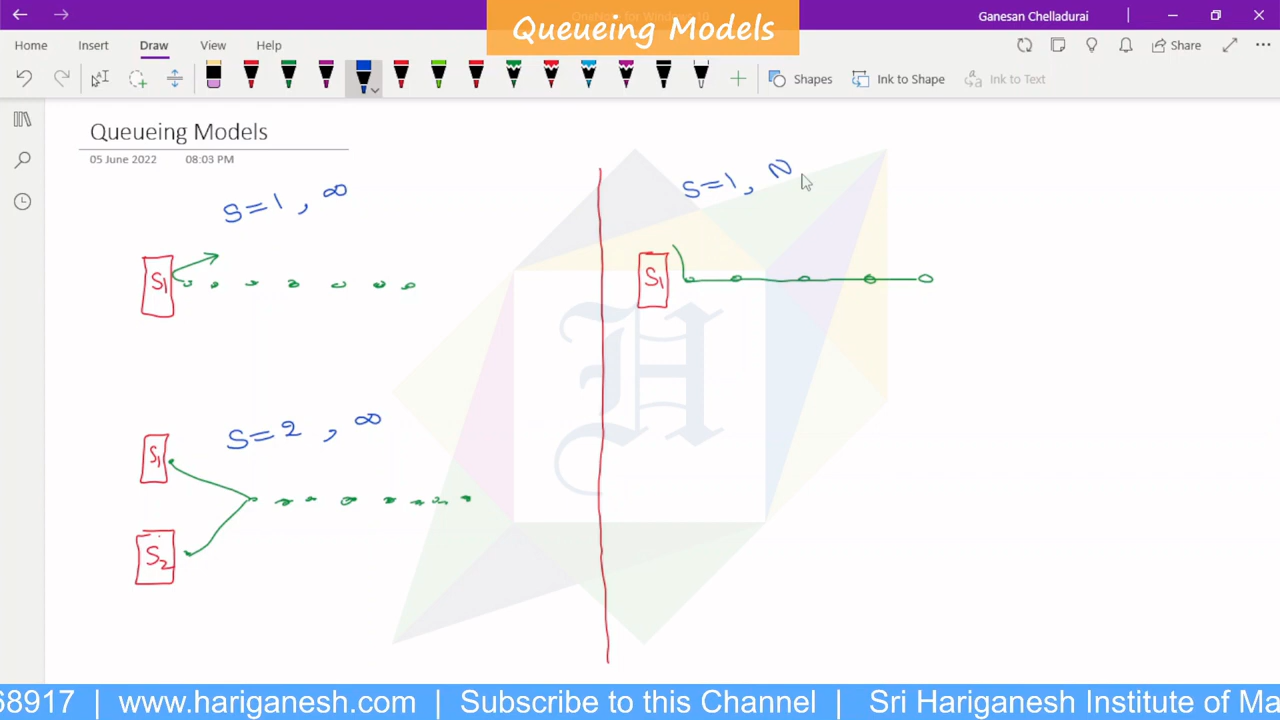 Queueing Models
Ganesan Chelladurai
Home Insert Draw View Help
Share
Shapes
Ink to Shape
Ink to Text
Queueing Models
05 June 2022 08:03 PM
S=1, ∞
S1
S=2, ∞
S1
S2
S=1, N
S1
H
68917 | www.hariganesh.com | Subscribe to this Channel | Sri Hariganesh Institute of Ma